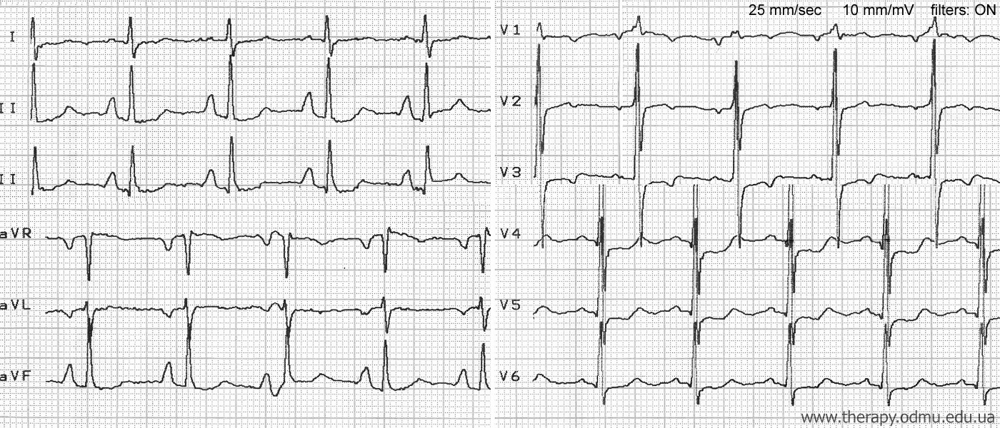 25 mm/sec 10 mm/mV filters: ON
I
II
II
aVR
aVL
aVF
V1
V2
V3
V4
V5
V6
www.therapy.odmu.edu.ua